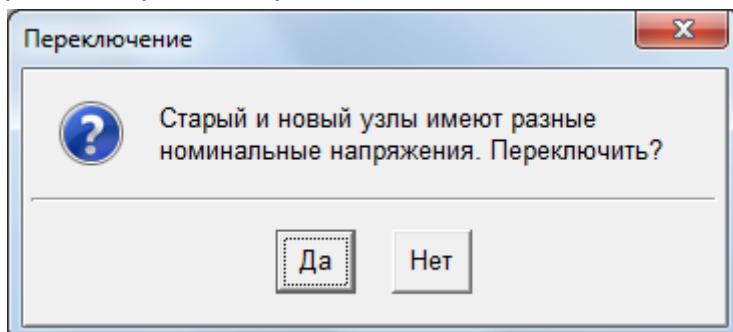 Переключение
Старый и новый узлы имеют разные
номинальные напряжения. Переключить?
Да
Нет